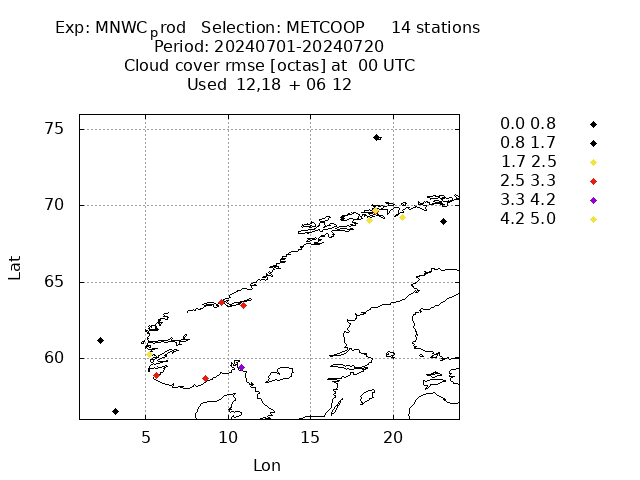 Exp: MNWCprod Selection: METCOOP 14 stations
Period: 20240701-20240720
Cloud cover rmse [octas] at 00 UTC
Used 12,18 + 06 12
0.0 0.8
0.8 1.7
1.7 2.5
2.5 3.3
3.3 4.2
4.2 5.0
75
70
65
60
Lat
5 10 15 20
Lon